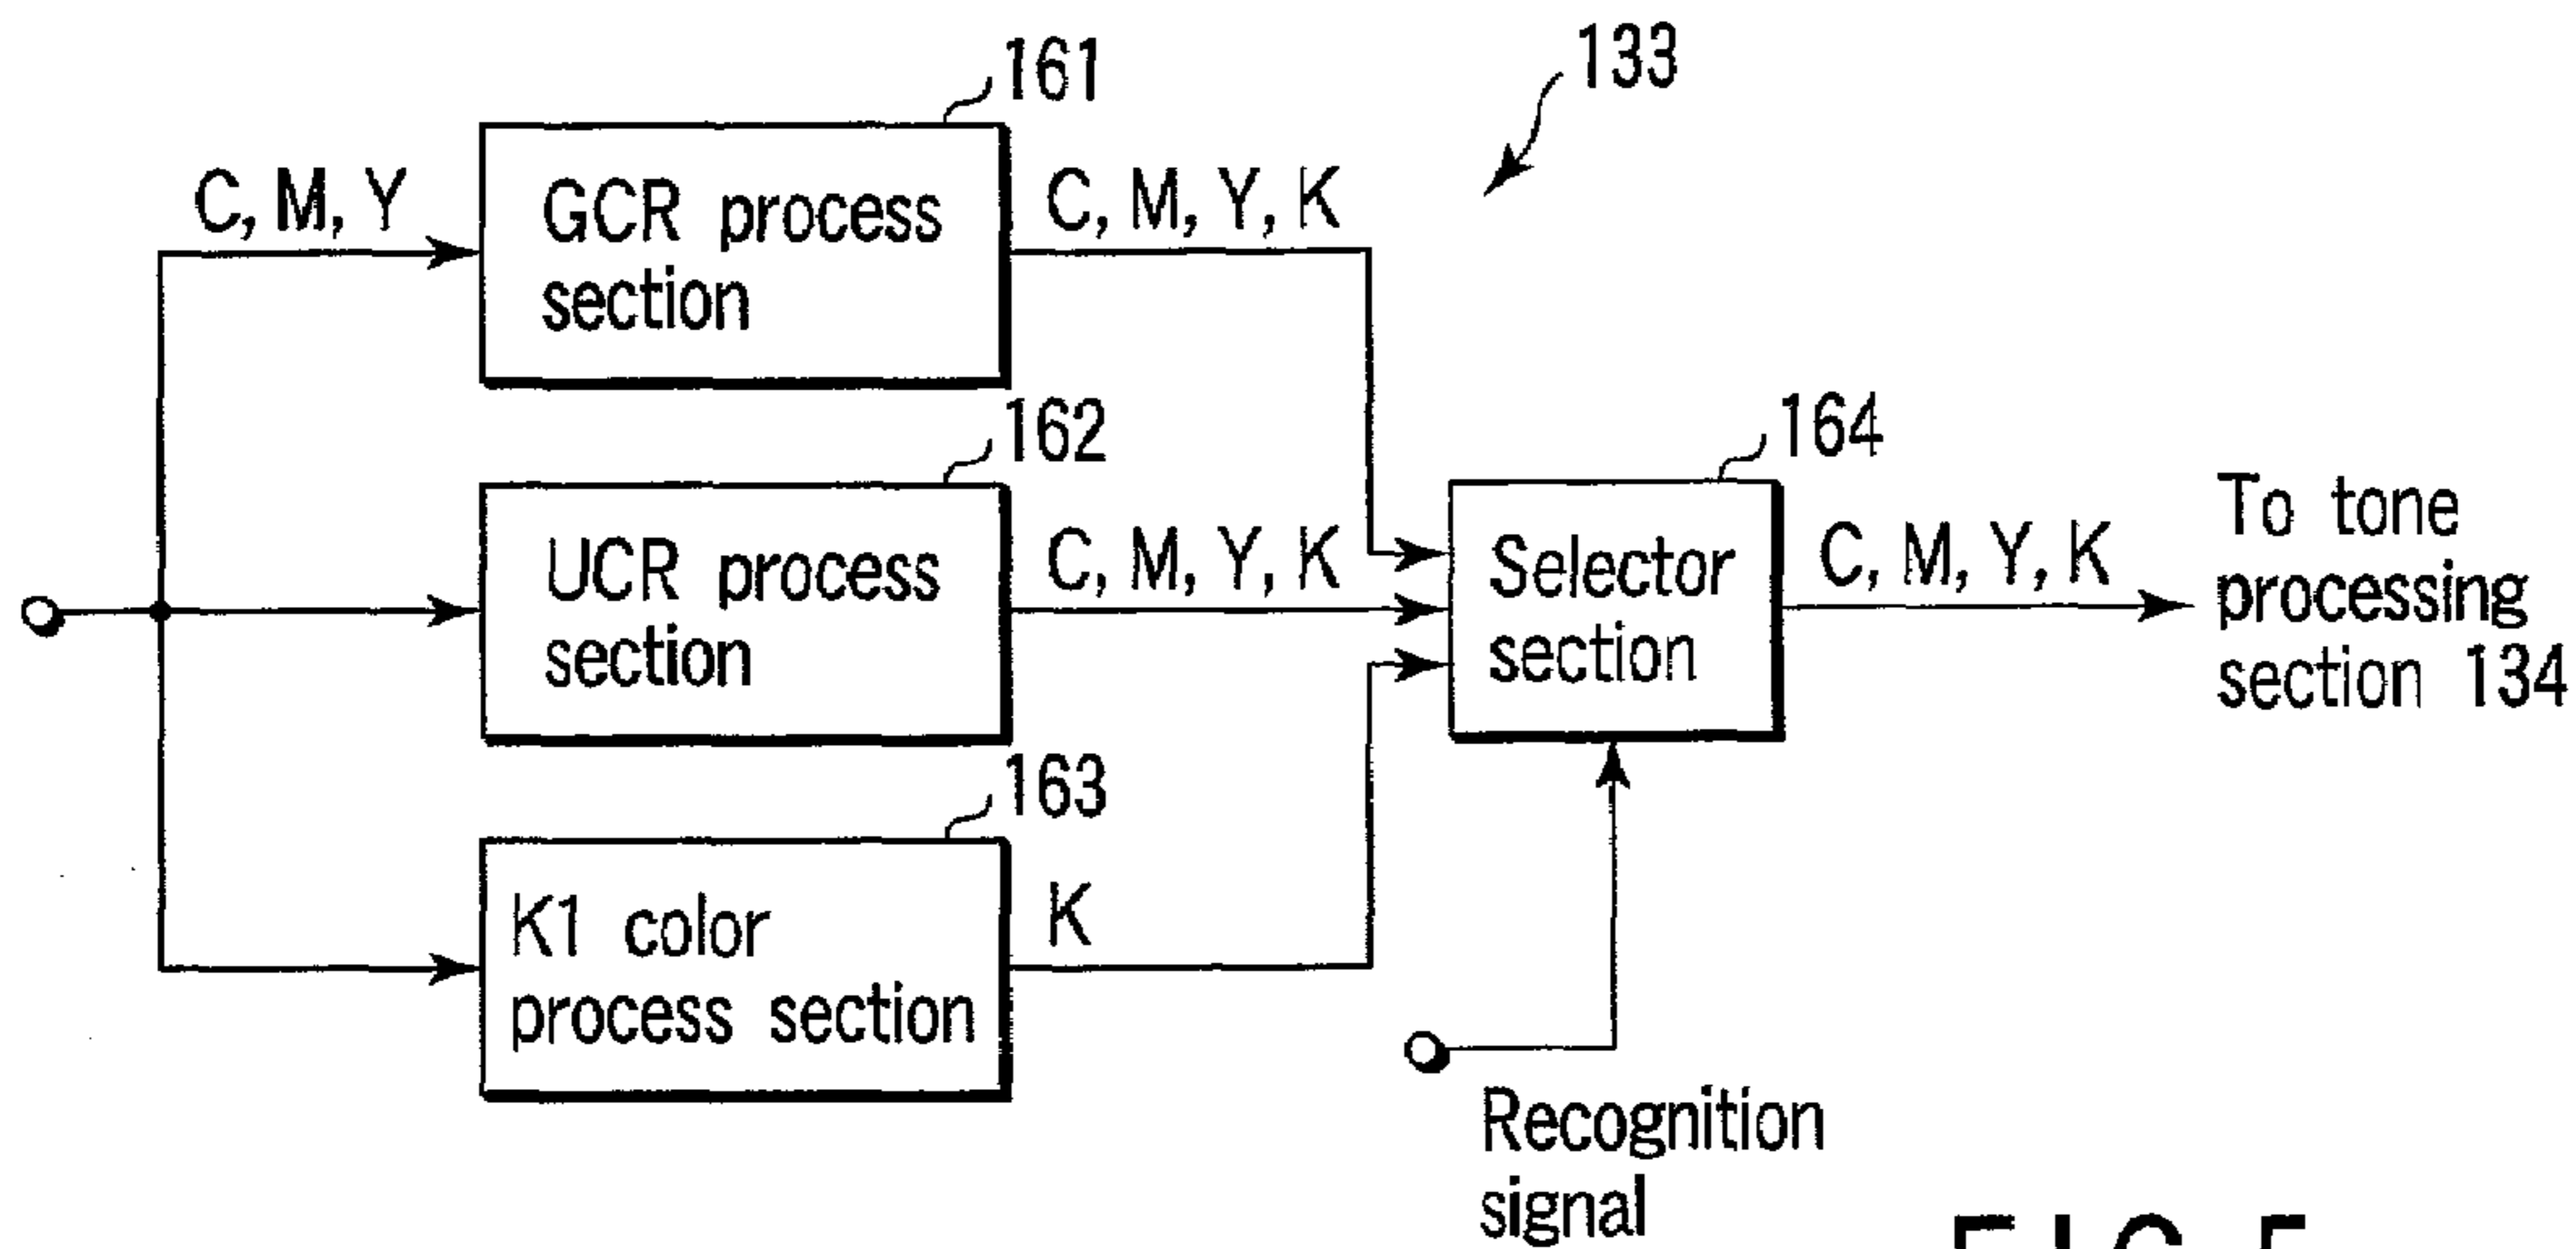 133
161
C, M, Y
GCR process
section
C, M, Y, K
162
UCR process
section
C, M, Y, K
163
K1 color
process section
K
164
Selector
section
C, M, Y, K
To tone
processing
section 134
Recognition
signal